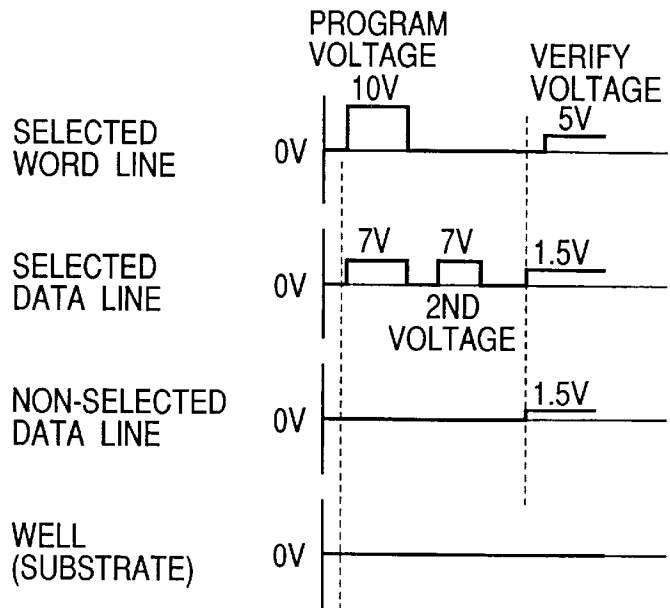 PROGRAM
VOLTAGE
10V
VERIFY
VOLTAGE
5V
SELECTED
WORD LINE
0V
7V
7V
1.5V
SELECTED
DATA LINE
0V
2ND
VOLTAGE
1.5V
NON-SELECTED
DATA LINE
0V
WELL
(SUBSTRATE)
0V